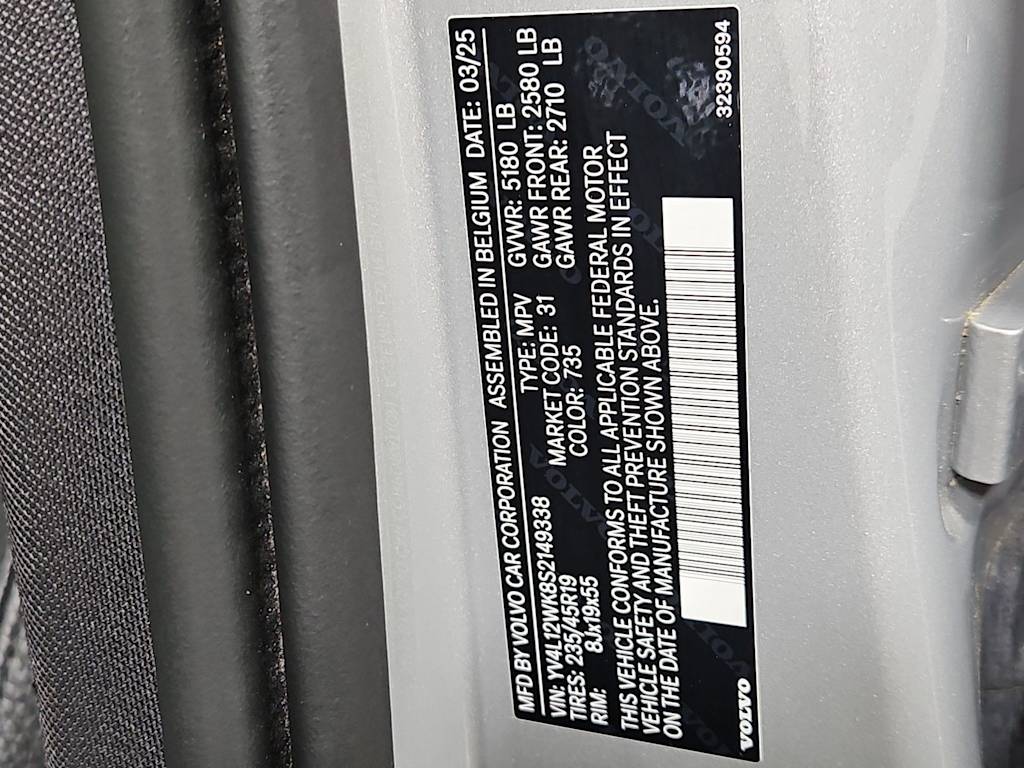 MFD BY VOLVO CAR CORPORATION ASSEMBLED IN BELGIUM DATE: 03/25
VIN: YV4L12WK8S2149338 TYPE: MPV GVWR: 5180 LB
TIRES: 235/45R19 MARKET CODE: 31 GAWR FRONT: 2580 LB
RIM: 8Jx19x55 COLOR: 735 GAWR REAR: 2710 LB
THIS VEHICLE CONFORMS TO ALL APPLICABLE FEDERAL MOTOR
VEHICLE SAFETY AND THEFT PREVENTION STANDARDS IN EFFECT
ON THE DATE OF MANUFACTURE SHOWN ABOVE.
VOLVO 32390594